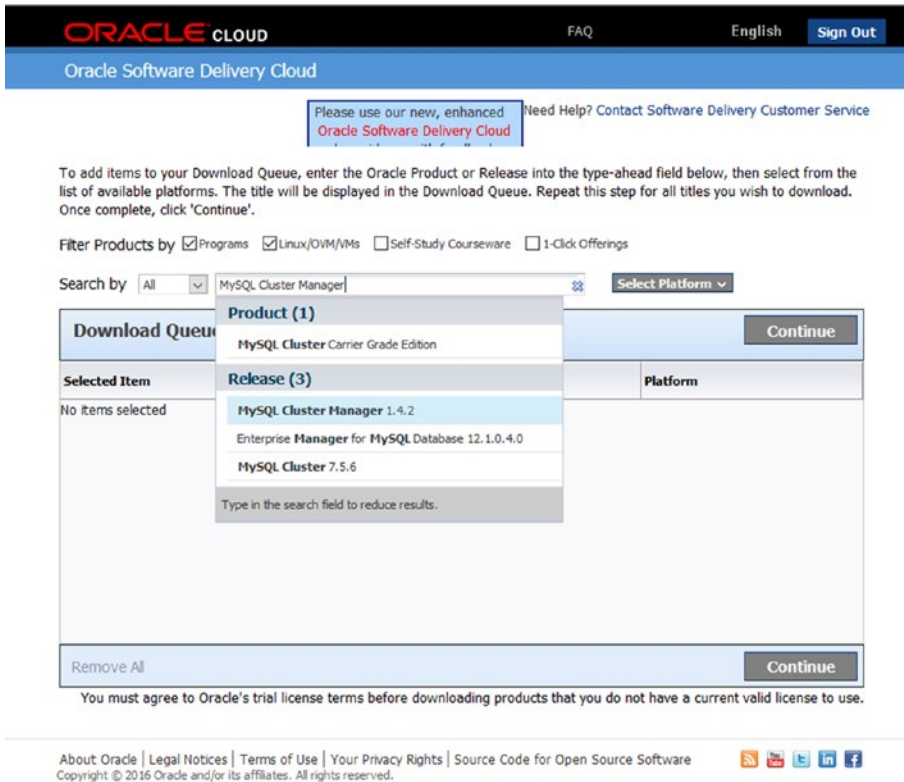 ORACLE CLOUD FAQ English Sign Out
Oracle Software Delivery Cloud
Please use our new, enhanced
Oracle Software Delivery Cloud
Need Help? Contact Software Delivery Customer Service
To add items to your Download Queue, enter the Oracle Product or Release into the type-ahead field below, then select from the
list of available platforms. The title will be displayed in the Download Queue. Repeat this step for all titles you wish to download.
Once complete, click 'Continue'.
Filter Products by Programs Linux/OVM/VMs Self-Study Courseware 1-Click Offerings
Search by All MySQL Cluster Manager Select Platform
Product (1)
Download Queue Continue
MySQL Cluster Carrier Grade Edition
Selected Item Release (3) Platform
No items selected MySQL Cluster Manager 1.4.2
Enterprise Manager for MySQL Database 12.1.0.4.0
MySQL Cluster 7.5.6
Type in the search field to reduce results.
Remove All Continue
You must agree to Oracle's trial license terms before downloading products that you do not have a current valid license to use.
About Oracle | Legal Notices | Terms of Use | Your Privacy Rights | Source Code for Open Source Software
Copyright © 2016 Oracle and/or its affiliates. All rights reserved.